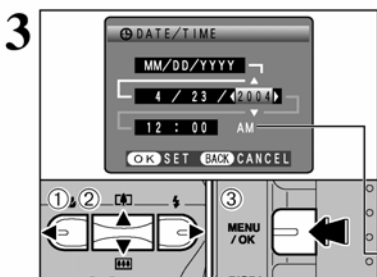 3
DATE/TIME
MM/DD/YYYY
4 / 23 / 2004
12 : 00 AM
OK SET BACK CANCEL
① ② ③
MENU
/OK